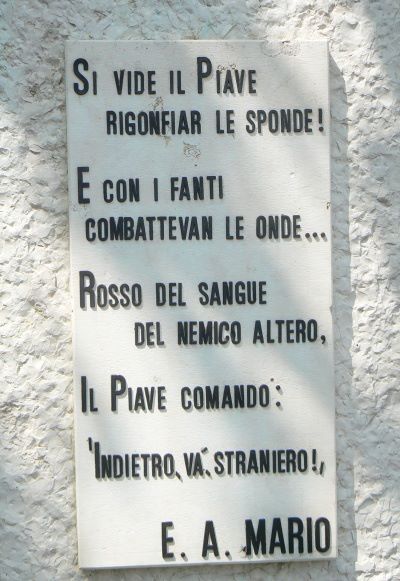 SI VIDE IL PIAVE
RIGONFIAR LE SPONDE!
E CON I FANTI
COMBATTEVAN LE ONDE...
ROSSO DEL SANGUE
DEL NEMICO ALTERO,
IL PIAVE COMANDO':
'INDIETRO, VA', STRANIERO!,
E. A. MARIO